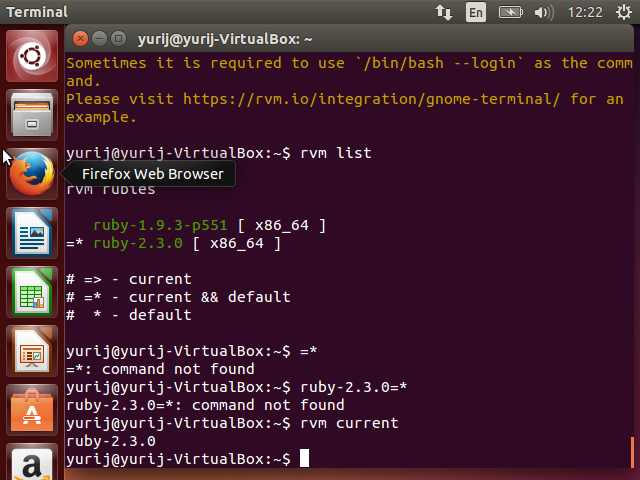 Terminal
En
12:22
yurij@yurij-VirtualBox: ~
Sometimes it is required to use `/bin/bash --login` as the comm
and.
Please visit https://rvm.io/integration/gnome-terminal/ for an
example.
yurij@yurij-VirtualBox:~$ rvm list
Firefox Web Browser
rvm rubies
ruby-1.9.3-p551 [ x86_64 ]
=* ruby-2.3.0 [ x86_64 ]
# => - current
# =* - current && default
#  * - default
yurij@yurij-VirtualBox:~$ =*
=*: command not found
yurij@yurij-VirtualBox:~$ ruby-2.3.0=*
ruby-2.3.0=*: command not found
yurij@yurij-VirtualBox:~$ rvm current
ruby-2.3.0
yurij@yurij-VirtualBox:~$